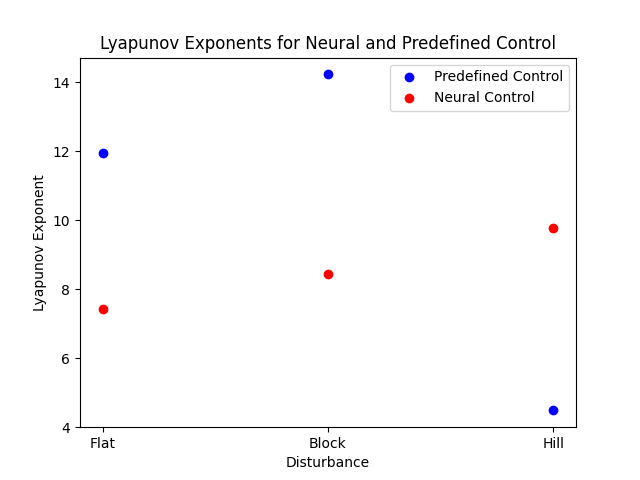 Lyapunov Exponents for Neural and Predefined Control
Predefined Control
Neural Control
14
12
10
8
6
4
Lyapunov Exponent
Flat
Block
Hill
Disturbance